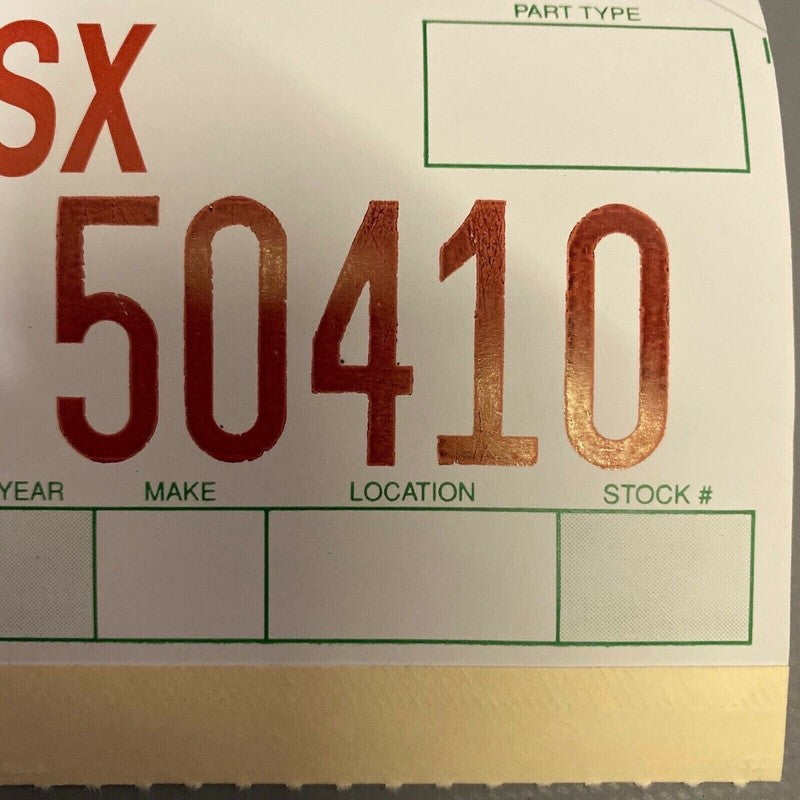 PART TYPE
SX
50410
YEAR MAKE LOCATION STOCK #